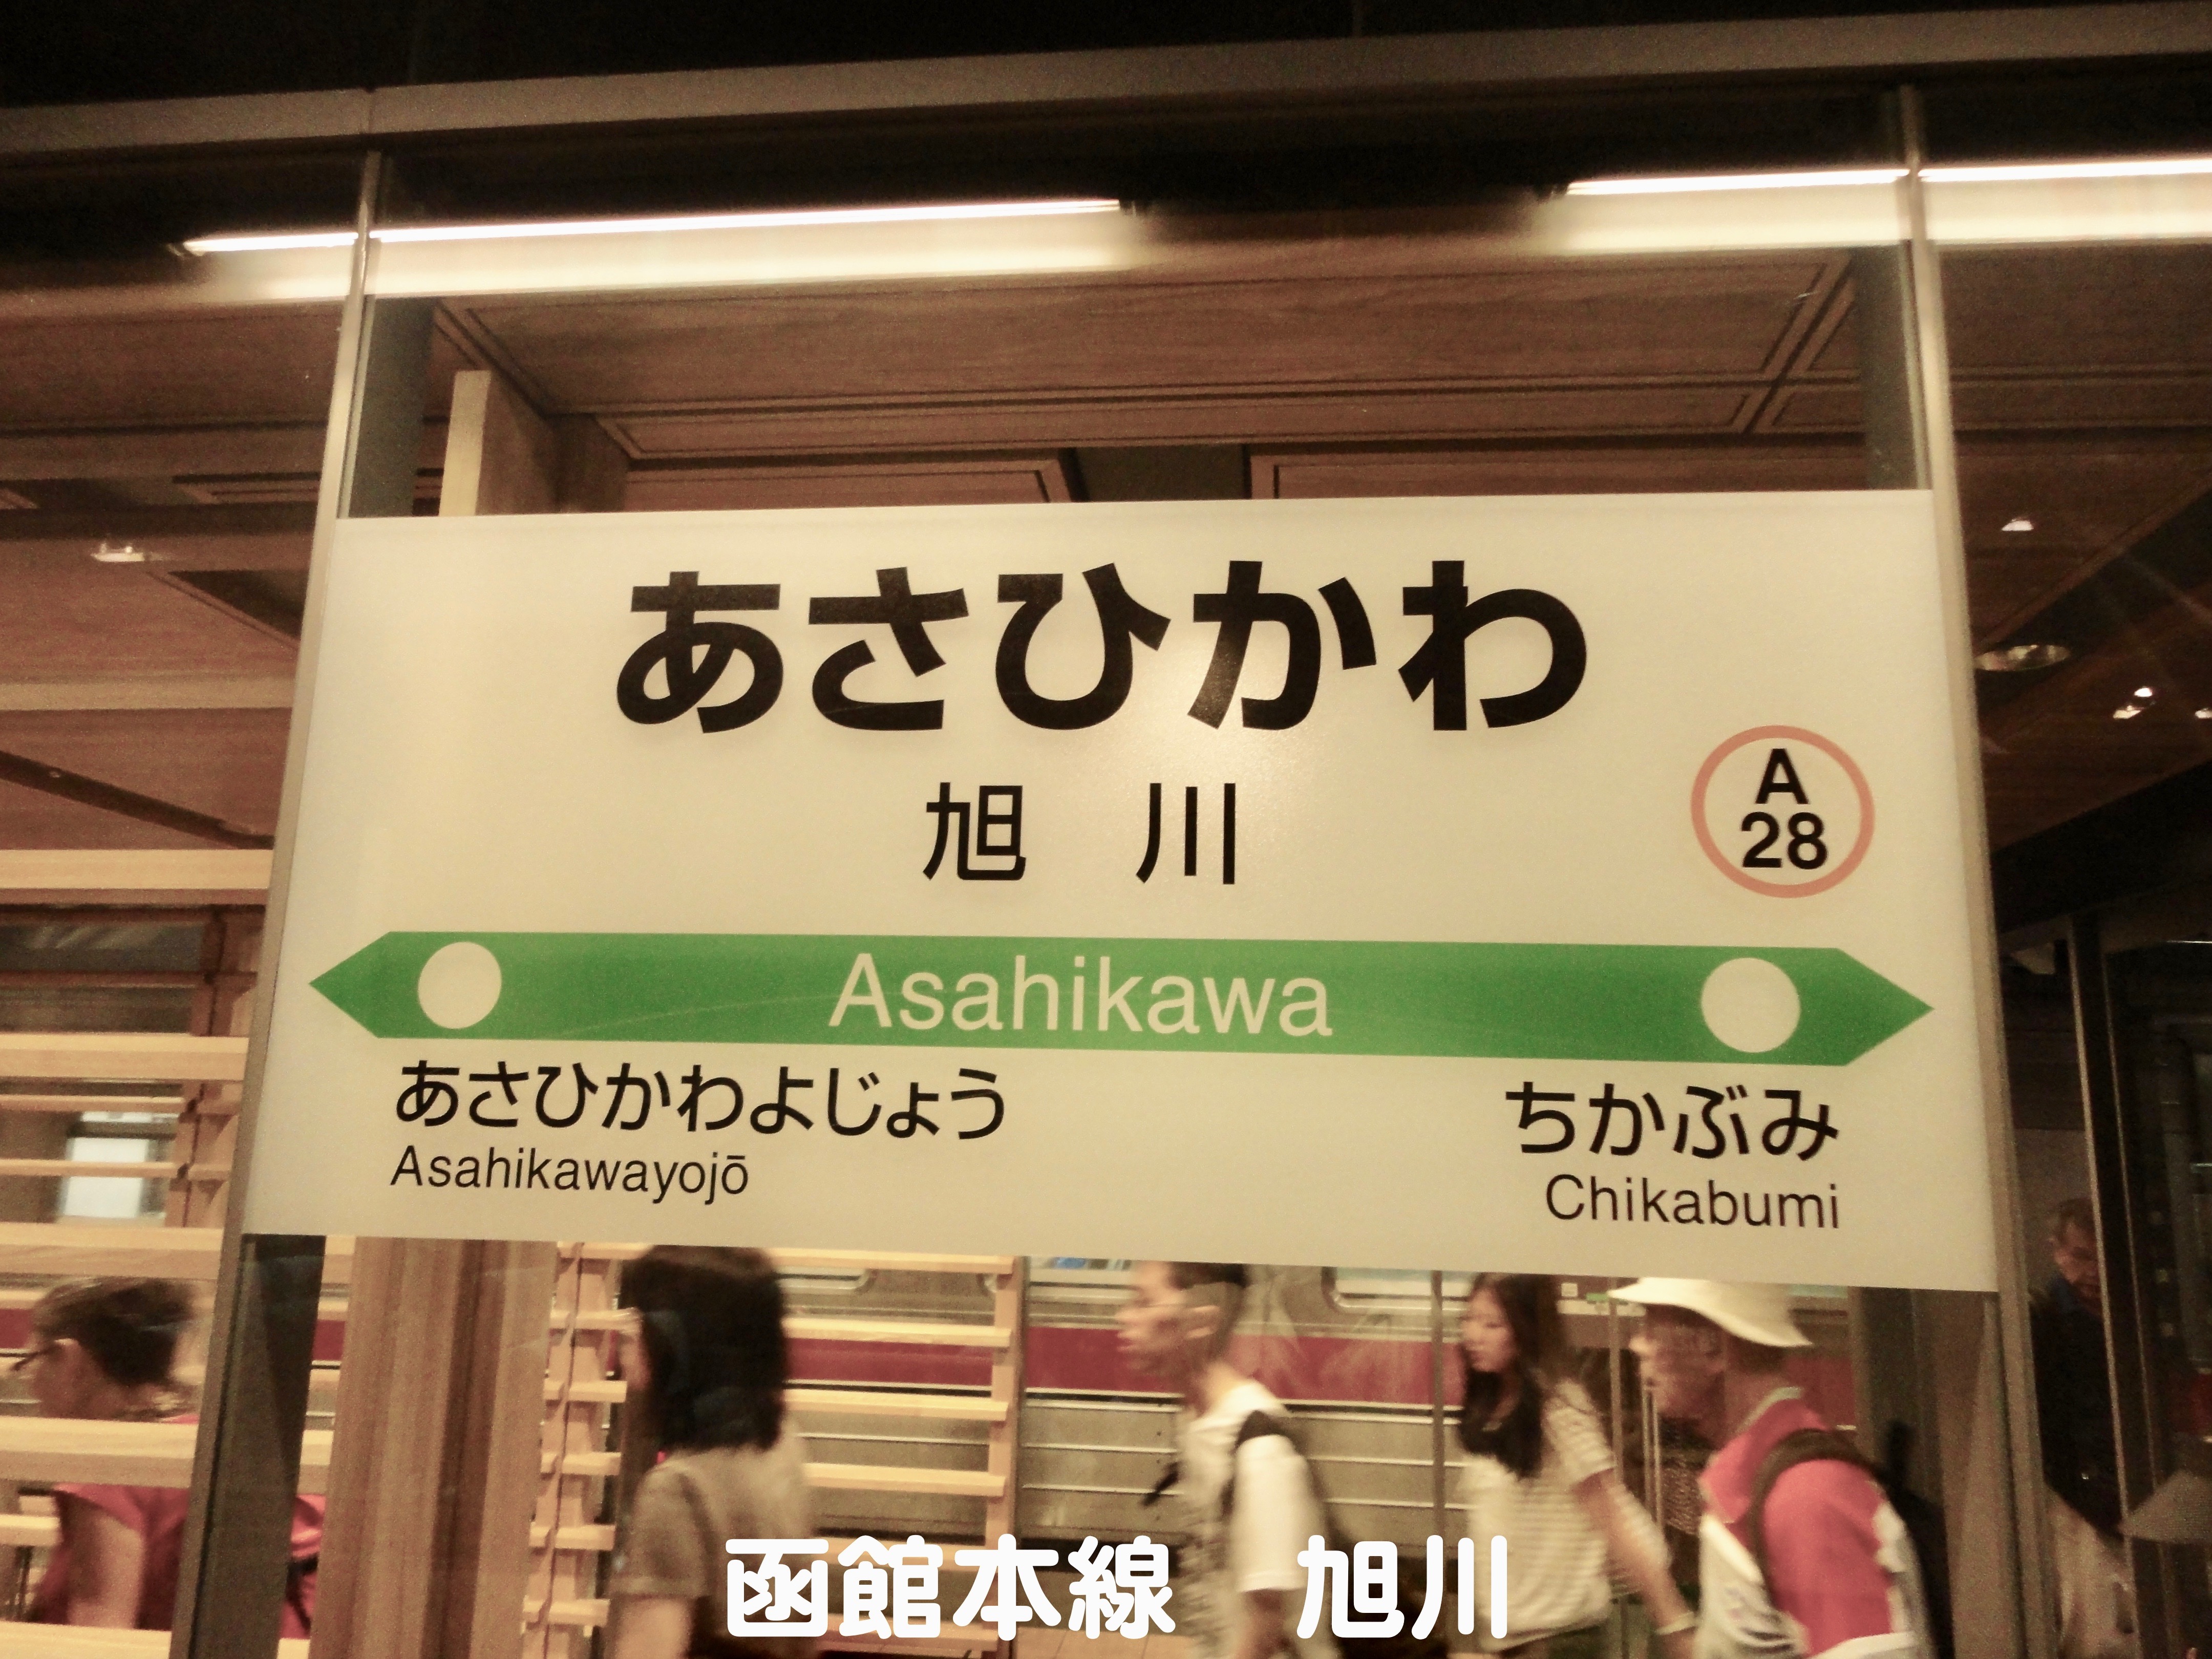 あさひかわ
旭 川
A
28
Asahikawa
あさひかわよじょう
Asahikawayojō
ちかぶみ
Chikabumi
函館本線 旭川